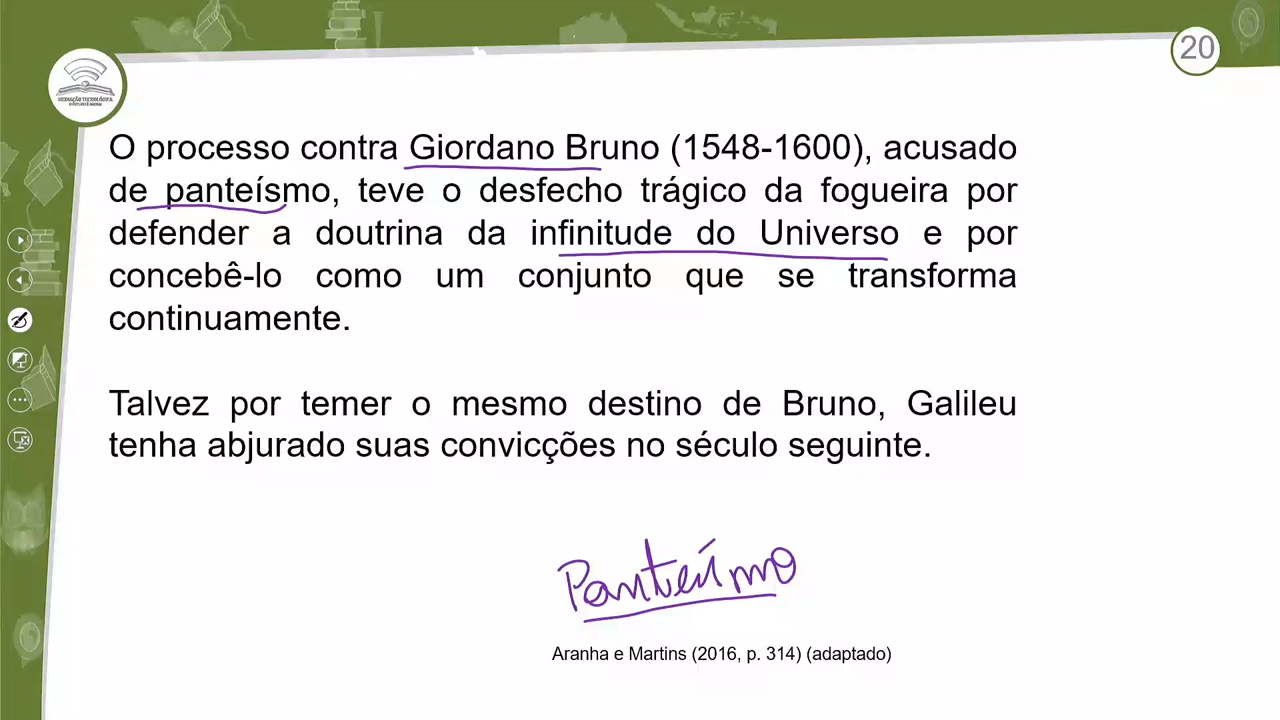 20
MEDIAÇÃO TECNOLÓGICA
O processo contra Giordano Bruno (1548-1600), acusado
de panteísmo, teve o desfecho trágico da fogueira por
defender a doutrina da infinitude do Universo e por
concebê-lo como um conjunto que se transforma
continuamente.
Talvez por temer o mesmo destino de Bruno, Galileu
tenha abjurado suas convicções no século seguinte.
Panteísmo
Aranha e Martins (2016, p. 314) (adaptado)